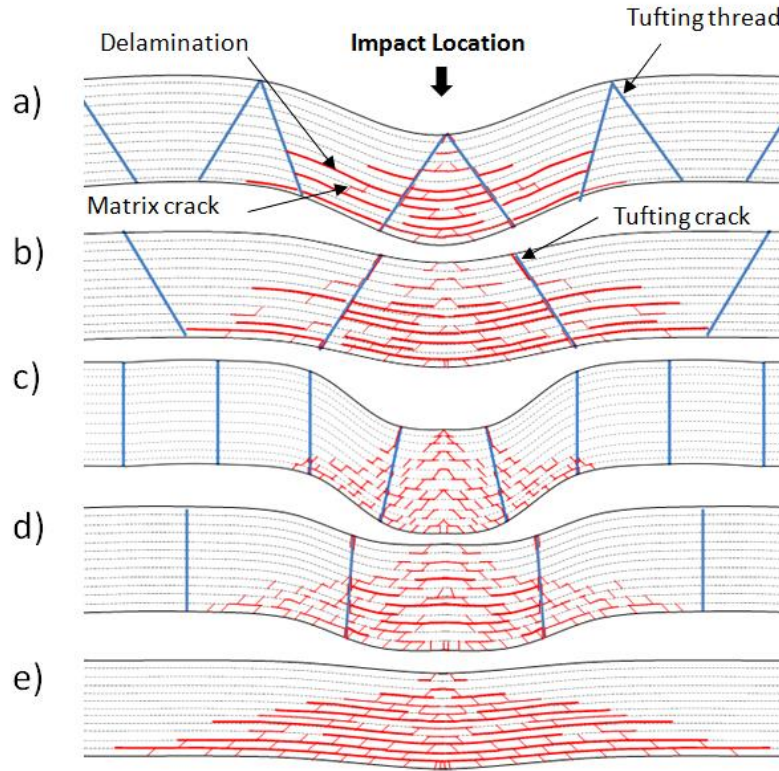 Delamination
Impact Location
Tufting thread
a)
Matrix crack
Tufting crack
b)
c)
d)
e)